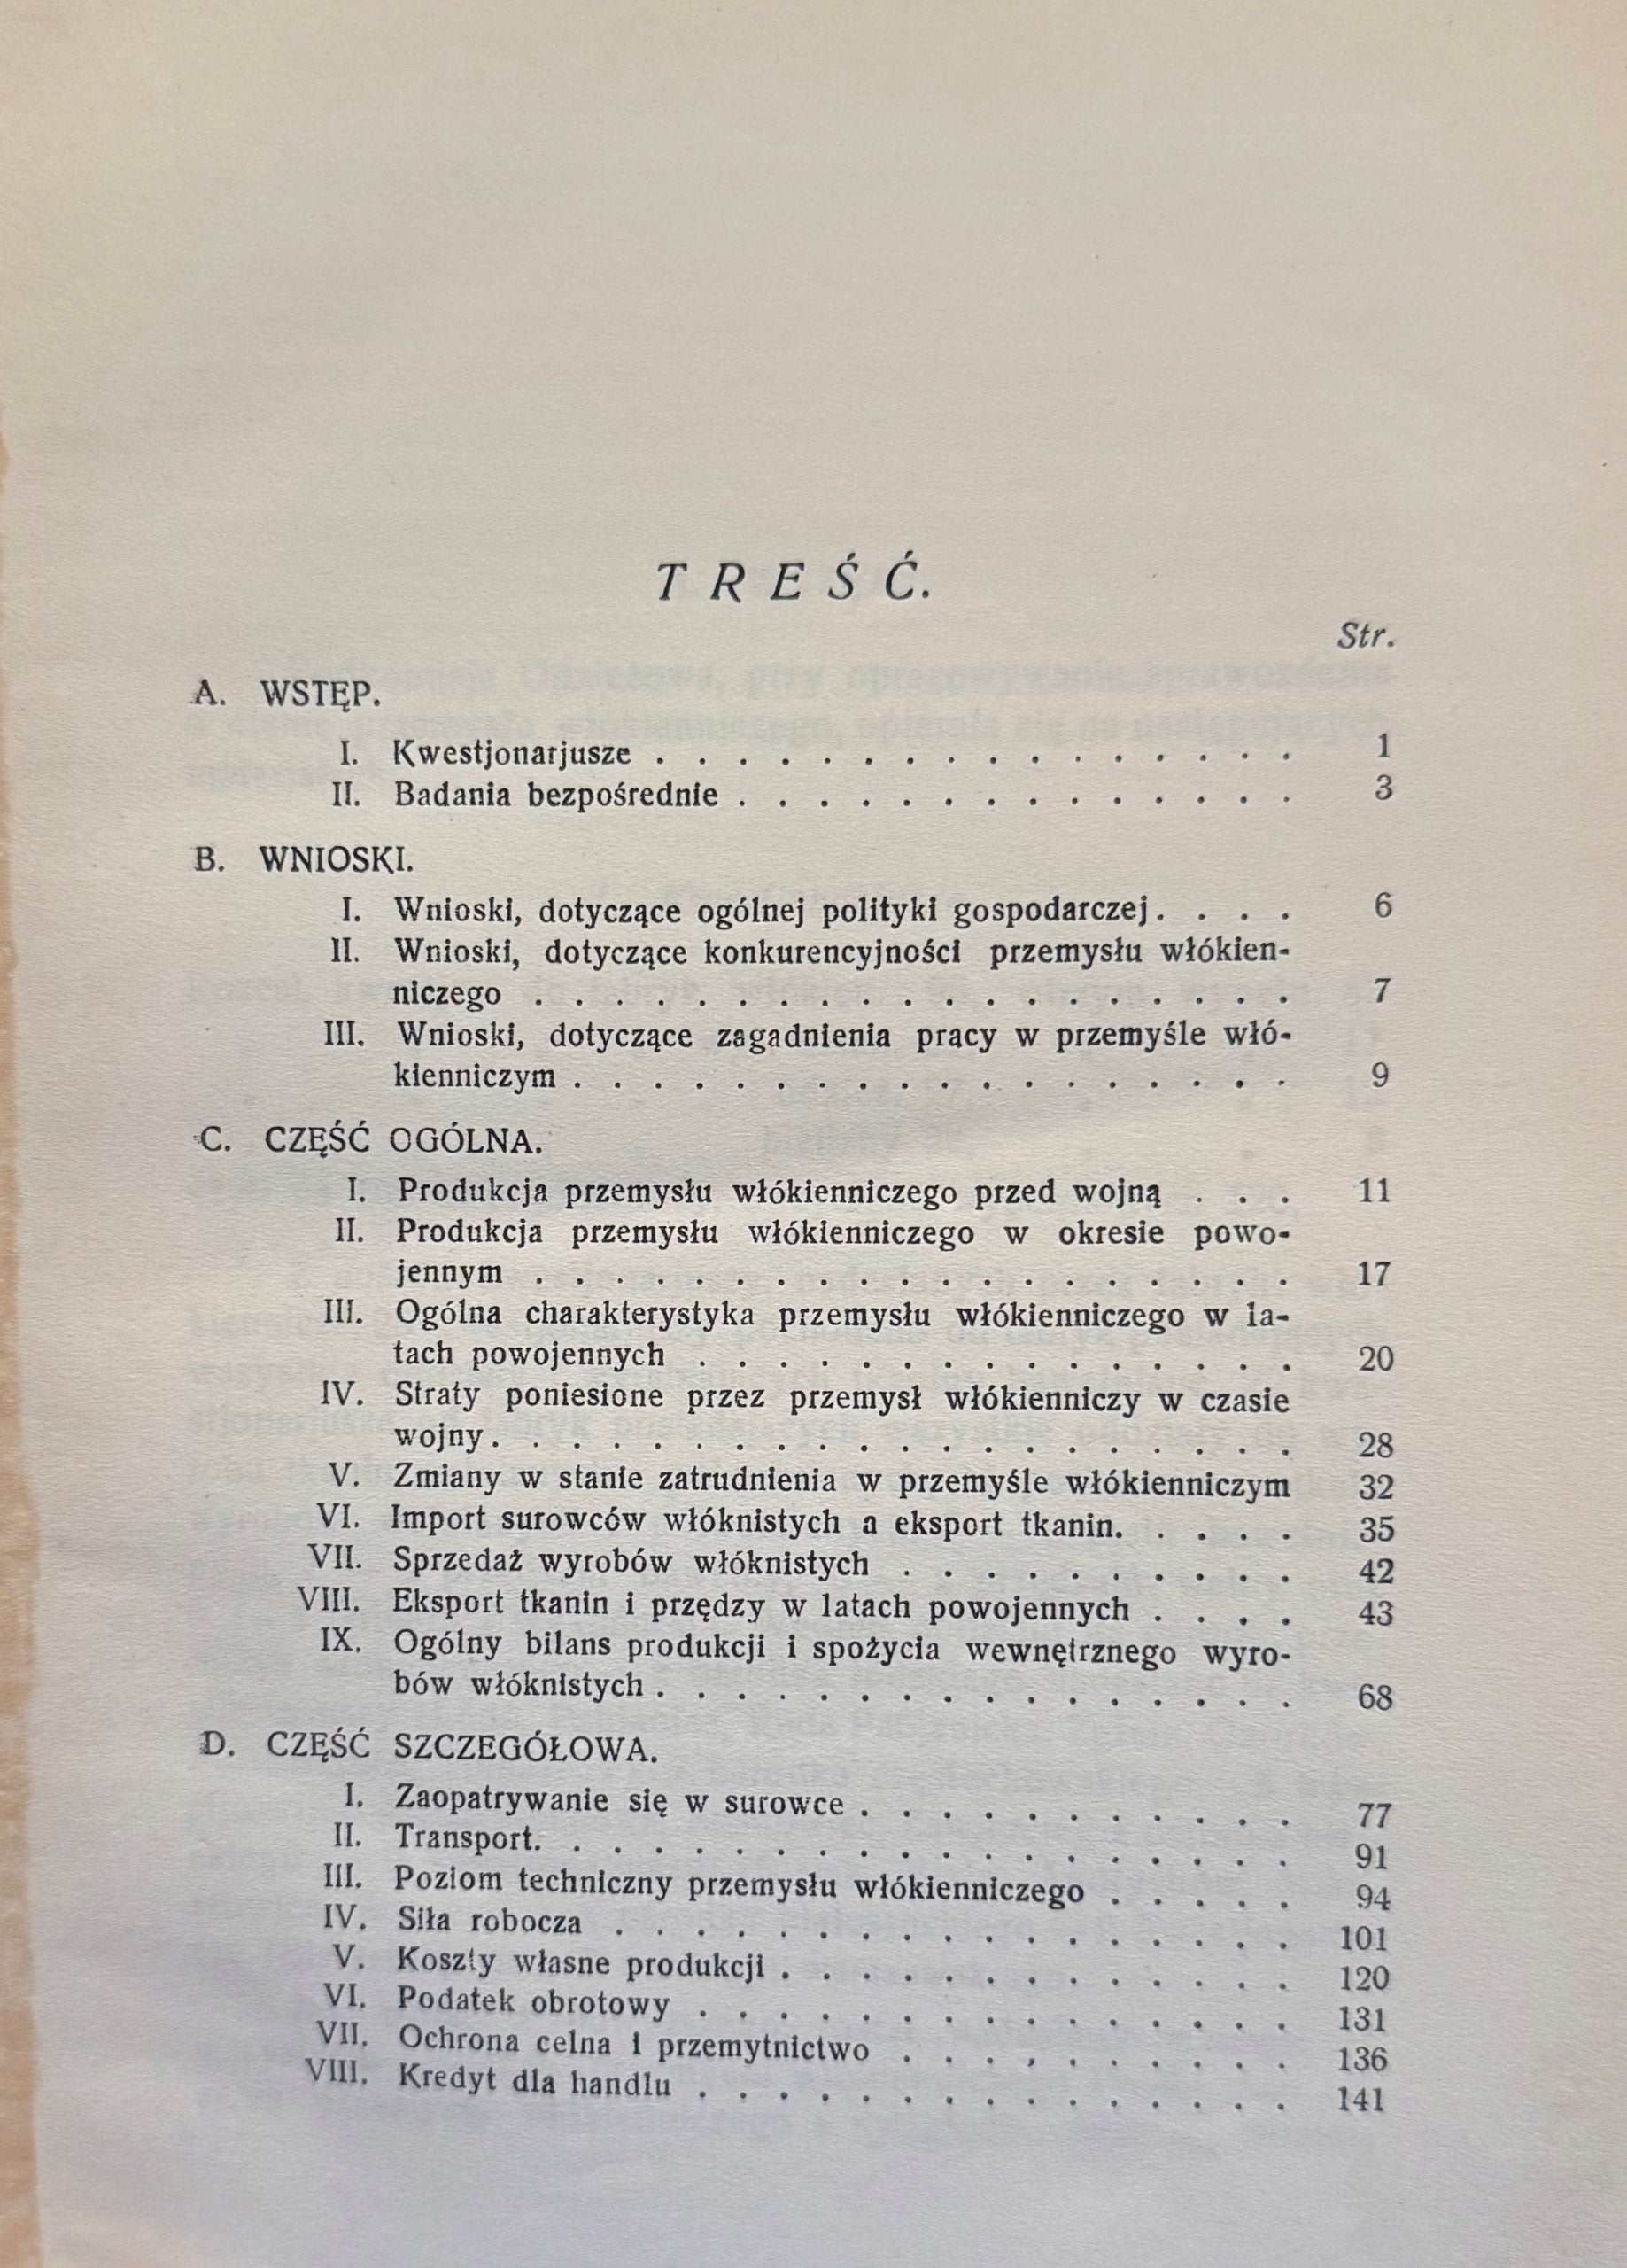 TREŚĆ.
Str.
A. WSTĘP.
I. Kwestjonarjusze . . . . . . . . . . . . . . . . 1
II. Badania bezpośrednie . . . . . . . . . . . . . . 3
B. WNIOSKI.
I. Wnioski, dotyczące ogólnej polityki gospodarczej. . . . 6
II. Wnioski, dotyczące konkurencyjności przemysłu włókien-
niczego . . . . . . . . . . . . . . . . . . . 7
III. Wnioski, dotyczące zagadnienia pracy w przemyśle włó-
kienniczym . . . . . . . . . . . . . . . . . . 9
C. CZĘŚĆ OGÓLNA.
I. Produkcja przemysłu włókienniczego przed wojną . . . 11
II. Produkcja przemysłu włókienniczego w okresie powo-
jennym . . . . . . . . . . . . . . . . . . . 17
III. Ogólna charakterystyka przemysłu włókienniczego w la-
tach powojennych . . . . . . . . . . . . . . . 20
IV. Straty poniesione przez przemysł włókienniczy w czasie
wojny . . . . . . . . . . . . . . . . . . . . 28
V. Zmiany w stanie zatrudnienia w przemyśle włókienniczym 32
VI. Import surowców włóknistych a eksport tkanin. . . . . 35
VII. Sprzedaż wyrobów włóknistych . . . . . . . . . . 42
VIII. Eksport tkanin i przędzy w latach powojennych . . . . 43
IX. Ogólny bilans produkcji i spożycia wewnętrznego wyro-
bów włóknistych . . . . . . . . . . . . . . . . 68
D. CZĘŚĆ SZCZEGÓŁOWA.
I. Zaopatrywanie się w surowce . . . . . . . . . . . 77
II. Transport. . . . . . . . . . . . . . . . . . . 91
III. Poziom techniczny przemysłu włókienniczego . . . . . 94
IV. Siła robocza . . . . . . . . . . . . . . . . . 101
V. Koszty własne produkcji . . . . . . . . . . . . . 120
VI. Podatek obrotowy . . . . . . . . . . . . . . . 131
VII. Ochrona celna i przemytnictwo . . . . . . . . . . 136
VIII. Kredyt dla handlu . . . . . . . . . . . . . . . 141